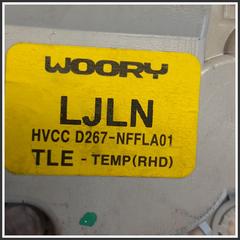 WOORY
LJLN
HVCC D267-NFFLA01
TLE - TEMP(RHD)